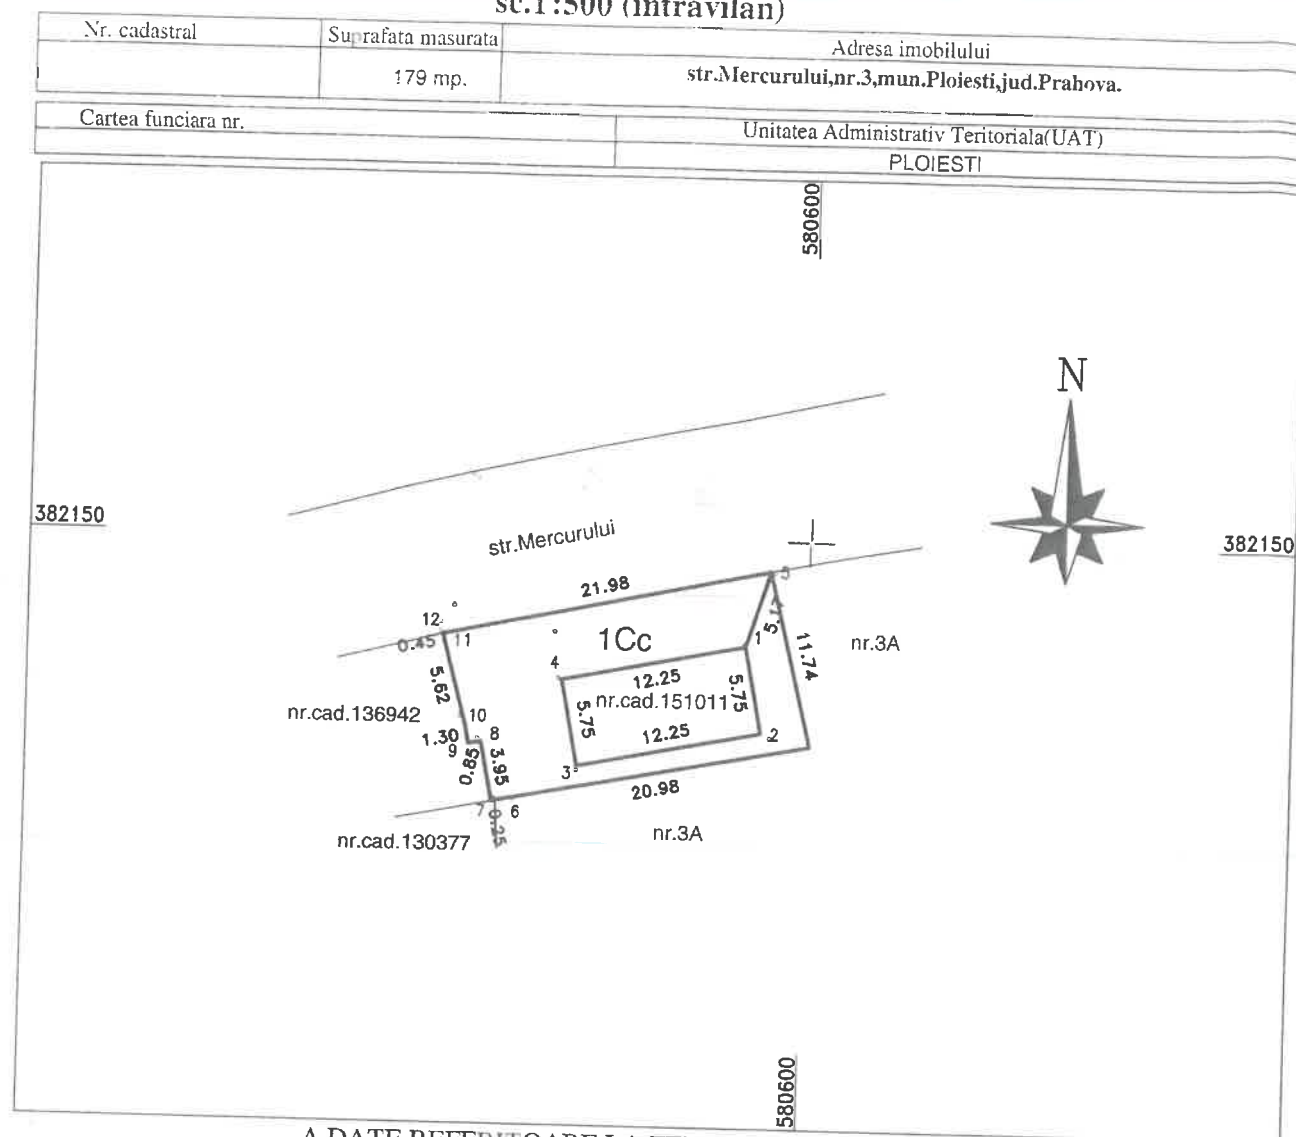 sc.1:500 (intravilan)
Nr. cadastral
Suprafata masurata
Adresa imobilului
179 mp.
str.Mercurului,nr.3,mun.Ploiesti,jud.Prahova.
Cartea funciara nr.
Unitatea Administrativ Teritoriala(UAT)
PLOIESTI
580600
N
382150
382150
str.Mercurului
21.98
5
12
0.45
11
1Cc
1
5.17
11.74
nr.3A
4
12.25
5.62
nr.cad.151011
5.75
5.75
nr.cad.136942
10
1.30
8
9
0.85
3.95
12.25
2
3
20.98
7
6
0.25
nr.3A
nr.cad.130377
580600